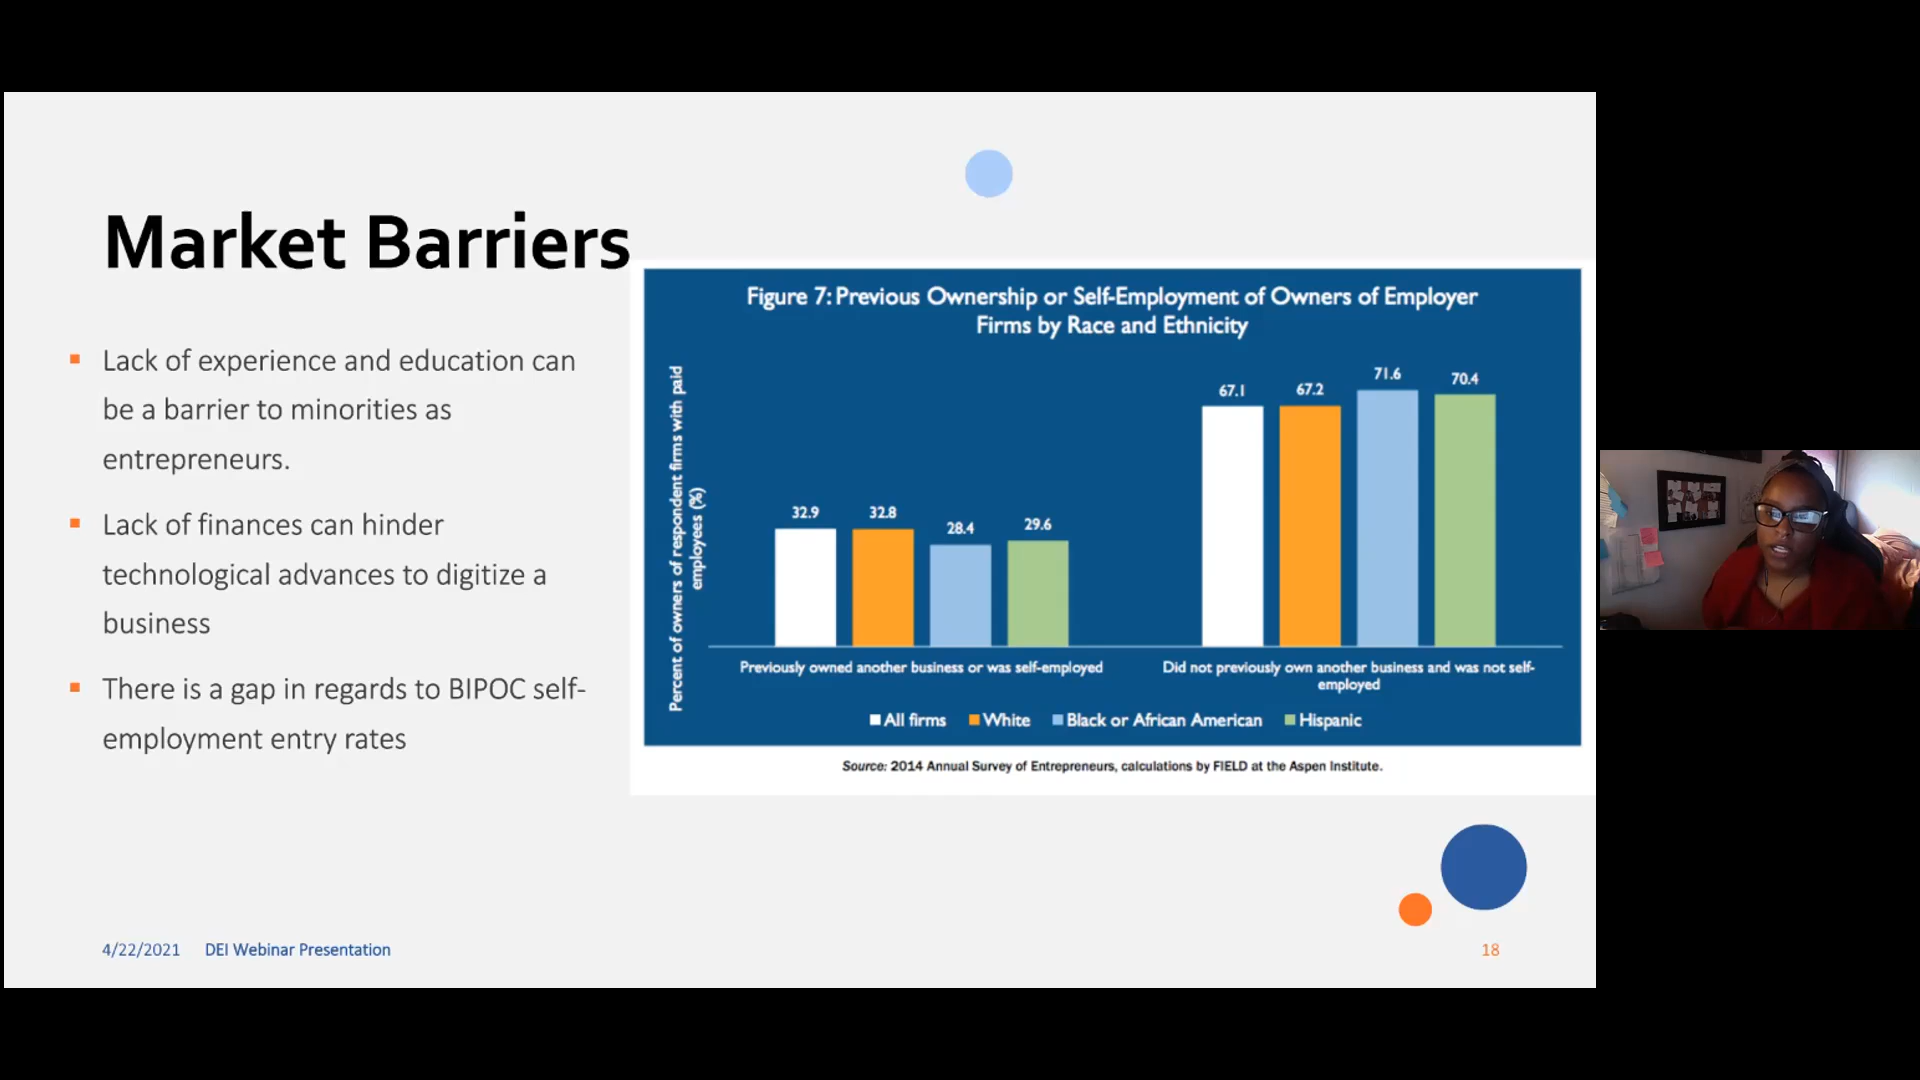 Market Barriers
Lack of experience and education can
be a barrier to minorities as
entrepreneurs.
Lack of finances can hinder
technological advances to digitize a
business
There is a gap in regards to BIPOC self-
employment entry rates
Figure 7: Previous Ownership or Self-Employment of Owners of Employer
Firms by Race and Ethnicity
Percent of owners of respondent firms with paid
employees (%)
32.9
32.8
28.4
29.6
67.1
67.2
71.6
70.4
Previously owned another business or was self-employed
Did not previously own another business and was not self-
employed
All firms White Black or African American Hispanic
Source: 2014 Annual Survey of Entrepreneurs, calculations by FIELD at the Aspen Institute.
4/22/2021 DEI Webinar Presentation 18